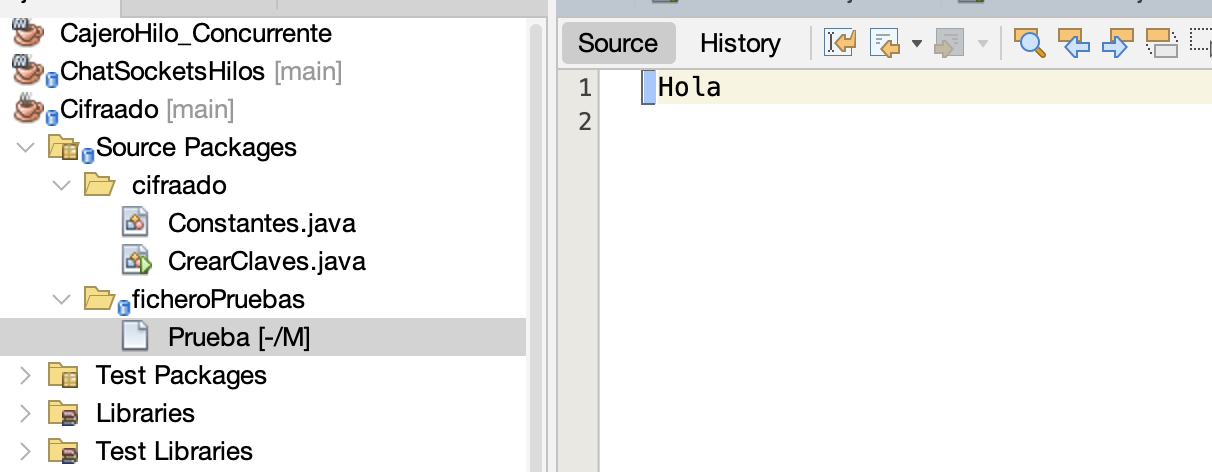 CajeroHilo_Concurrente
ChatSocketsHilos [main]
Cifraado [main]
Source Packages
cifraado
Constantes.java
CrearClaves.java
ficheroPruebas
Prueba [-/M]
Test Packages
Libraries
Test Libraries
Source History
1 Hola
2